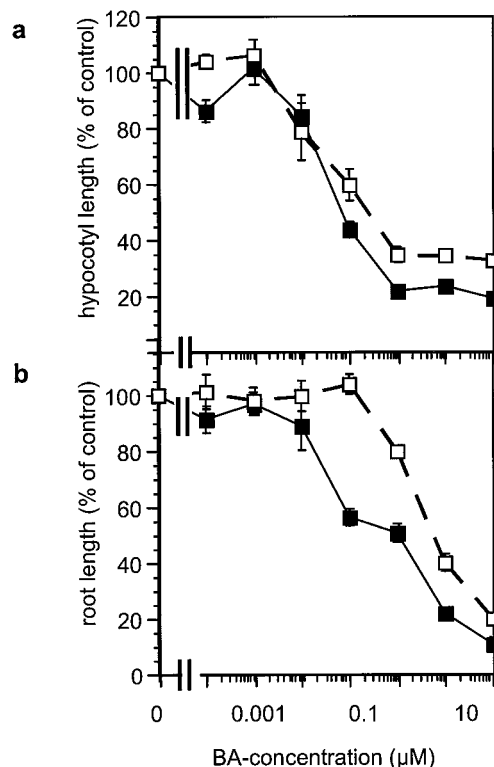 a
hypocotyl length (% of control)
120
100
80
60
40
20
b
root length (% of control)
100
80
60
40
20
0
0 0.001 0.1 10
BA-concentration (µM)